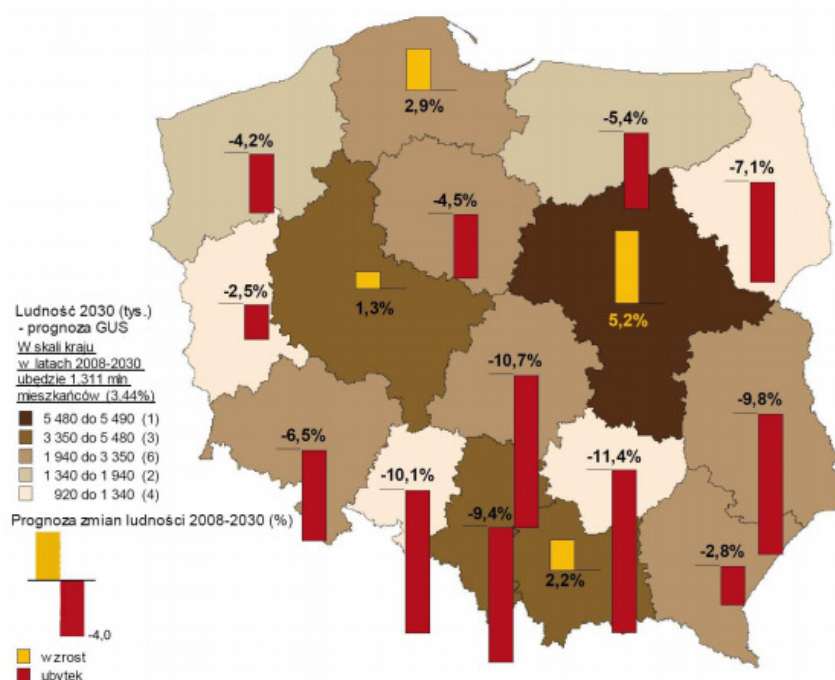 2,9%
-4,2%
-5,4%
-7,1%
-4,5%
-2,5%
1,3%
5,2%
Ludność 2030 (tys.)
- prognoza GUS
W skali kraju
w latach 2008-2030
ubędzie 1.311 mln
mieszkańców (3,44%)
5 480 do 5 490 (1)
3 350 do 5 480 (3)
1 940 do 3 350 (6)
1 340 do 1 940 (2)
920 do 1 340 (4)
-10,7%
-9,8%
-6,5%
-10,1%
-11,4%
-9,4%
2,2%
-2,8%
Prognoza zmian ludności 2008-2030 (%)
-4,0
wzrost
ubytek